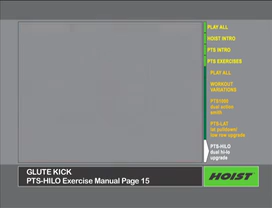 PLAY ALL
HOIST INTRO
PTS INTRO
PTS EXERCISES
PLAY ALL
WORKOUT
VARIATIONS
PTS1000
dual action
smith
PTS-LAT
lat pulldown/
low row upgrade
PTS-HILO
dual hi-lo
upgrade
GLUTE KICK
PTS-HILO Exercise Manual Page 15
HOIST